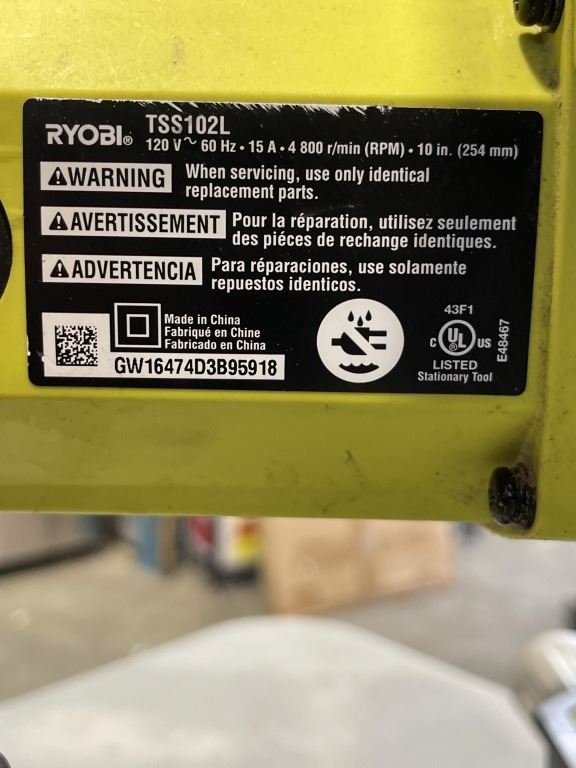 RYOBI® TSS102L
120 V ~ 60 Hz • 15 A • 4 800 r/min (RPM) • 10 in. (254 mm)
WARNING When servicing, use only identical
replacement parts.
AVERTISSEMENT Pour la réparation, utilisez seulement
des piéces de rechange identiques.
ADVERTENCIA Para réparaciones, use solamente
repuestos identicos.
Made in China
Fabriqué en Chine
Fabricado en China
GW16474D3B95918
43F1
C UL US
LISTED
Stationary Tool
E48467